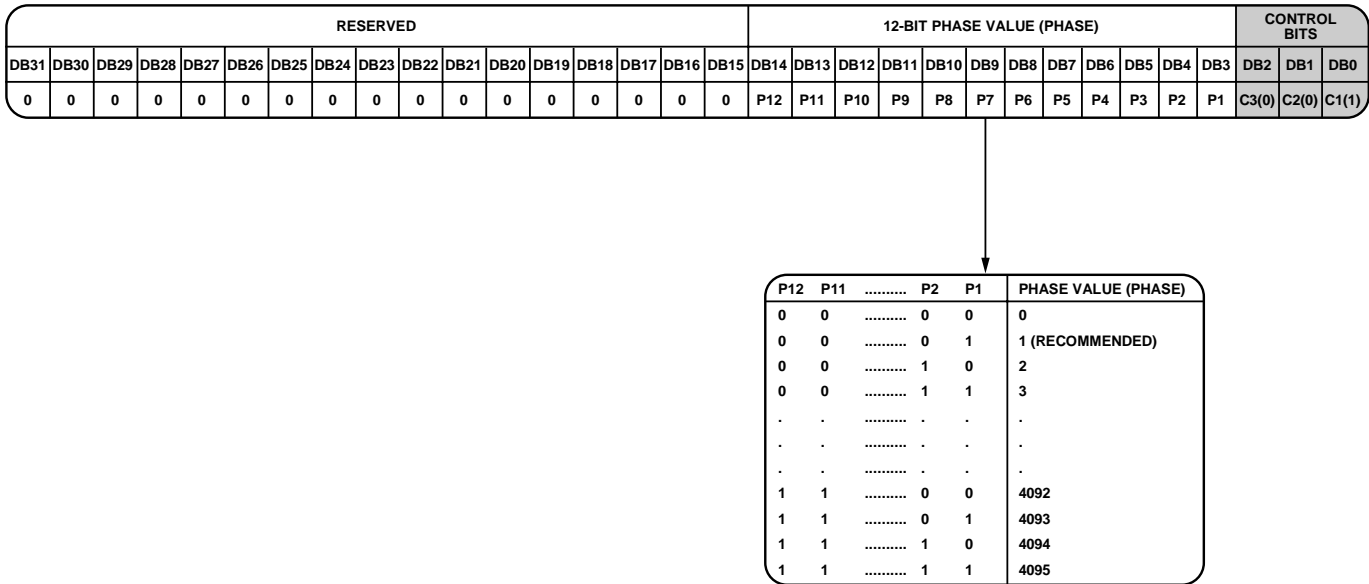 RESERVED 12-BIT PHASE VALUE (PHASE) CONTROL BITS
DB31 DB30 DB29 DB28 DB27 DB26 DB25 DB24 DB23 DB22 DB21 DB20 DB19 DB18 DB17 DB16 DB15 DB14 DB13 DB12 DB11 DB10 DB9 DB8 DB7 DB6 DB5 DB4 DB3 DB2 DB1 DB0
0 0 0 0 0 0 0 0 0 0 0 0 0 0 0 0 0 P12 P11 P10 P9 P8 P7 P6 P5 P4 P3 P2 P1 C3(0) C2(0) C1(1)
P12 P11 .......... P2 P1 PHASE VALUE (PHASE)
0 0 .......... 0 0 0
0 0 .......... 0 1 1 (RECOMMENDED)
0 0 .......... 1 0 2
0 0 .......... 1 1 3
. . .......... . . .
. . .......... . . .
. . .......... . . .
1 1 .......... 0 0 4092
1 1 .......... 0 1 4093
1 1 .......... 1 0 4094
1 1 .......... 1 1 4095